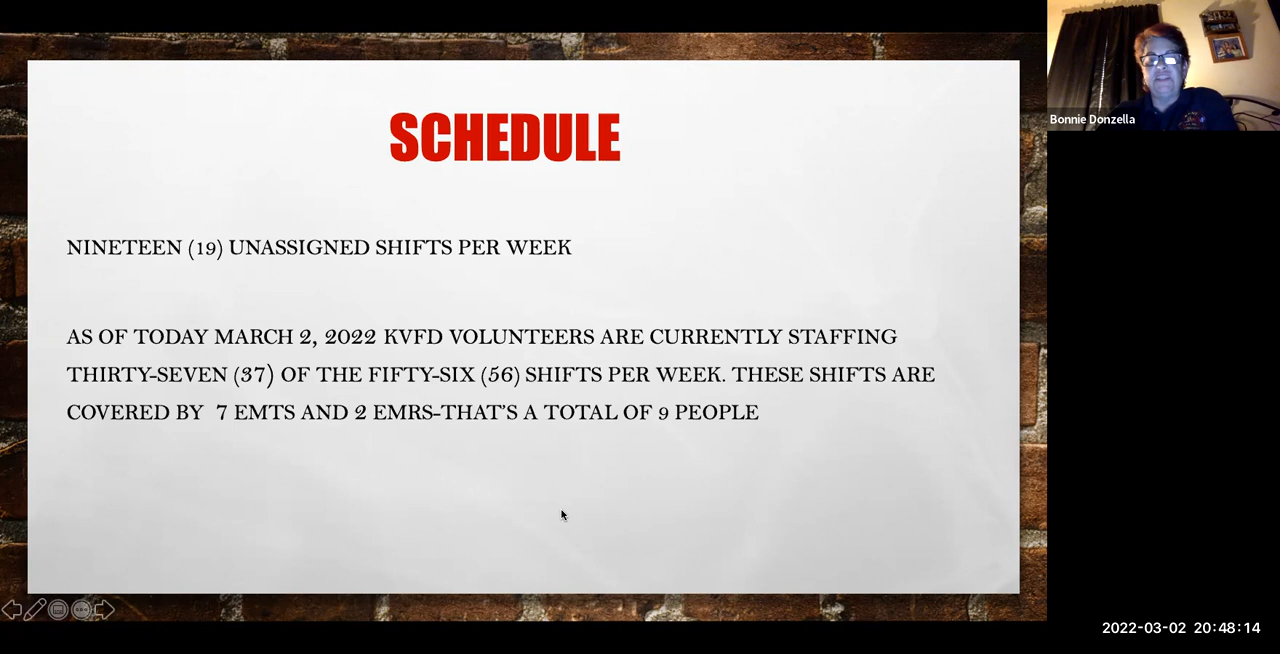 SCHEDULE
NINETEEN (19) UNASSIGNED SHIFTS PER WEEK
AS OF TODAY MARCH 2, 2022 KVFD VOLUNTEERS ARE CURRENTLY STAFFING
THIRTY-SEVEN (37) OF THE FIFTY-SIX (56) SHIFTS PER WEEK. THESE SHIFTS ARE
COVERED BY  7 EMTS AND 2 EMRS-THAT'S A TOTAL OF 9 PEOPLE
Bonnie Donzella
2022-03-02 20:48:14